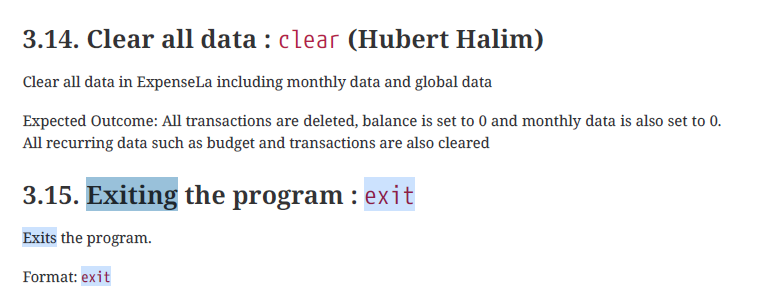 3.14. Clear all data : clear (Hubert Halim)
Clear all data in ExpenseLa including monthly data and global data
Expected Outcome: All transactions are deleted, balance is set to 0 and monthly data is also set to 0.
All recurring data such as budget and transactions are also cleared
3.15. Exiting the program : exit
Exits the program.
Format: exit